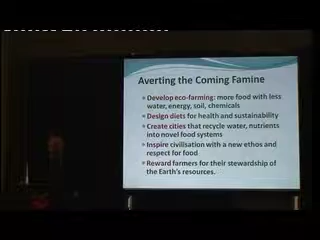 Averting the Coming Famine
Develop eco-farming: more food with less
water, energy, soil, chemicals
Design diets for health and sustainability
Create cities that recycle water, nutrients
into novel food systems
Inspire civilisation with a new ethos and
respect for food
Reward farmers for their stewardship of
the Earth's resources.